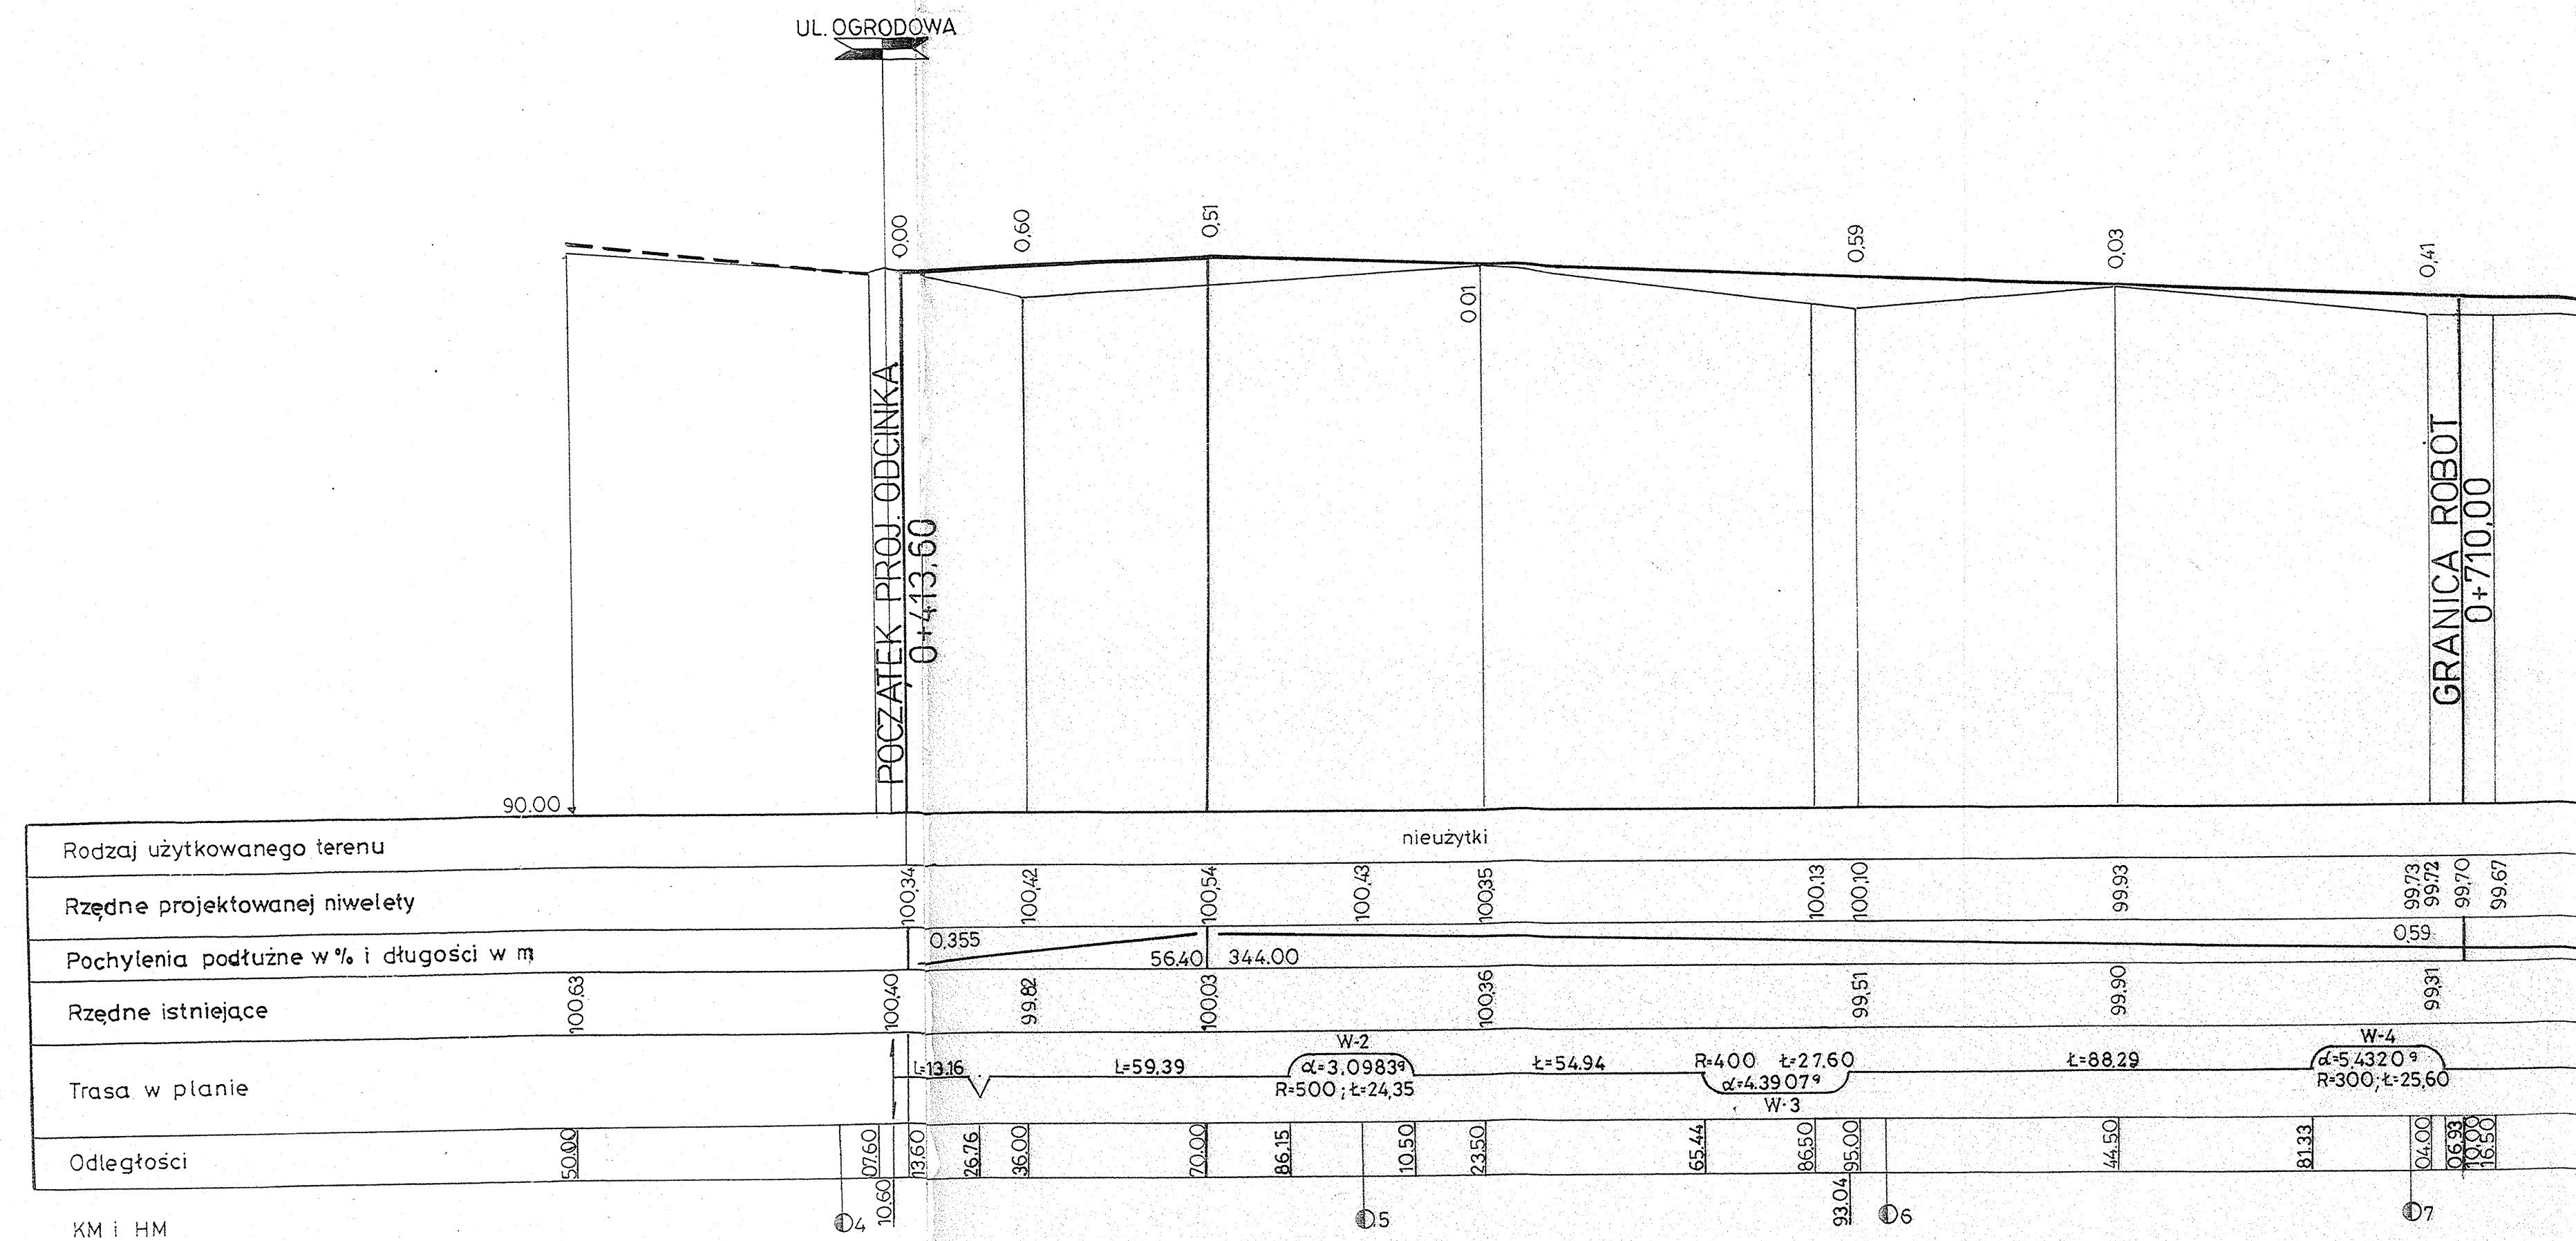 UL. OGRODOWA
0,00
0,60
0,51
0 01
0,59
0,03
0,41
POCZĄTEK PROJ. ODCINKA
0+413,60
GRANICA ROBÓT
0+710,00
90.00
Rodzaj użytkowanego terenu
nieużytki
Rzędne projektowanej niwelety
100,34
100,42
100,54
100,43
100,35
100,13
100,10
99.93
99.73
99.72
99,70
99.67
Pochylenia podłużne w % i długości w m
0,355
56.40
344.00
0,59
Rzędne istniejące
100,63
100,40
99.82
100,03
100,36
99,51
99,90
99,31
Trasa w planie
Ł=13.16
Ł=59,39
W-2
α=3,0983g
R=500; Ł=24,35
Ł=54,94
R=400 Ł=27,60
α=4.3907g
W-3
Ł=88,29
W-4
α=5,4320g
R=300; Ł=25,60
Odległości
50.00
07.60
10.60
13.60
26.76
36.00
70.00
86.15
10.50
23.50
65.44
86.50
93.04
95.00
44.50
81.33
04.00
06.93
10,00
16.50
KM i HM
4
5
6
7